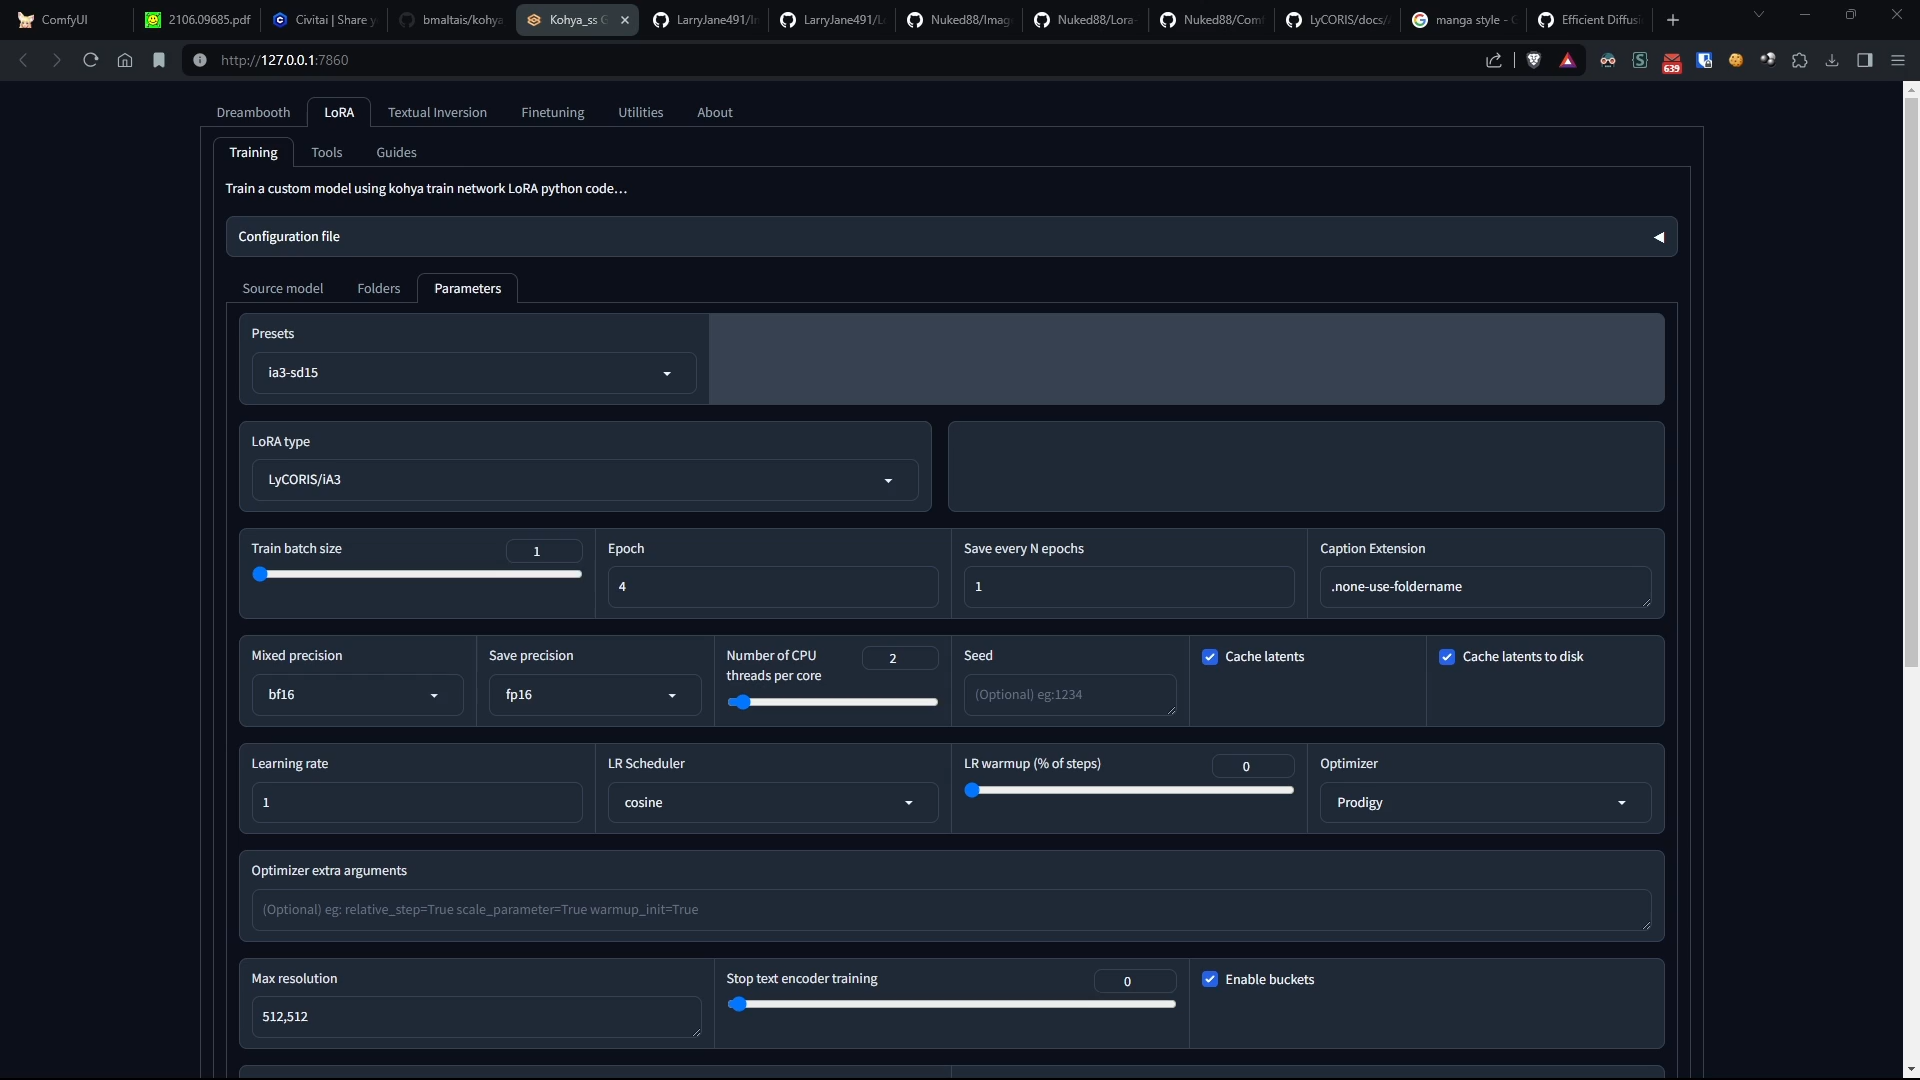 ComfyUI
2106.09685.pdf
Civitai | Share y
bmaltais/kohya
Kohya_ss G
LarryJane491/In
LarryJane491/Lo
Nuked88/Imag
Nuked88/Lora-
Nuked88/Com
LyCORIS/docs/
manga style - G
Efficient Diffusi
http://127.0.0.1:7860
639
Dreambooth
LoRA
Textual Inversion
Finetuning
Utilities
About
Training
Tools
Guides
Train a custom model using kohya train network LoRA python code...
Configuration file
Source model
Folders
Parameters
Presets
ia3-sd15
LoRA type
LyCORIS/iA3
Train batch size
1
Epoch
4
Save every N epochs
1
Caption Extension
.none-use-foldername
Mixed precision
bf16
Save precision
fp16
Number of CPU
threads per core
2
Seed
(Optional) eg:1234
Cache latents
Cache latents to disk
Learning rate
1
LR Scheduler
cosine
LR warmup (% of steps)
0
Optimizer
Prodigy
Optimizer extra arguments
(Optional) eg: relative_step=True scale_parameter=True warmup_init=True
Max resolution
512,512
Stop text encoder training
0
Enable buckets